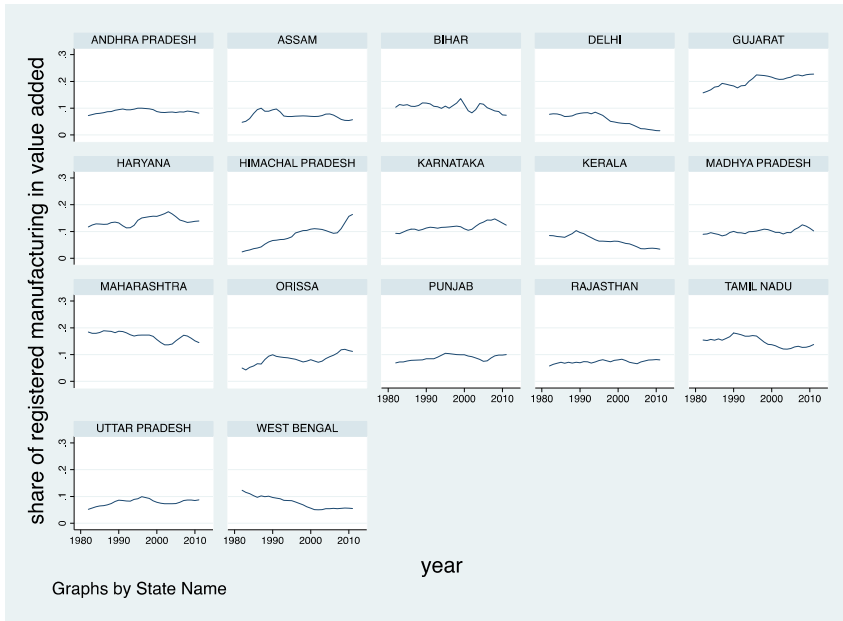 share of registered manufacturing in value added
ANDHRA PRADESH ASSAM BIHAR DELHI GUJARAT
.3
.2
.1
0
HARYANA HIMACHAL PRADESH KARNATAKA KERALA MADHYA PRADESH
.3
.2
.1
0
MAHARASHTRA ORISSA PUNJAB RAJASTHAN TAMIL NADU
.3
.2
.1
0
1980 1990 2000 2010 1980 1990 2000 2010 1980 1990 2000 2010
UTTAR PRADESH WEST BENGAL
.3
.2
.1
0
1980 1990 2000 2010 1980 1990 2000 2010
year
Graphs by State Name